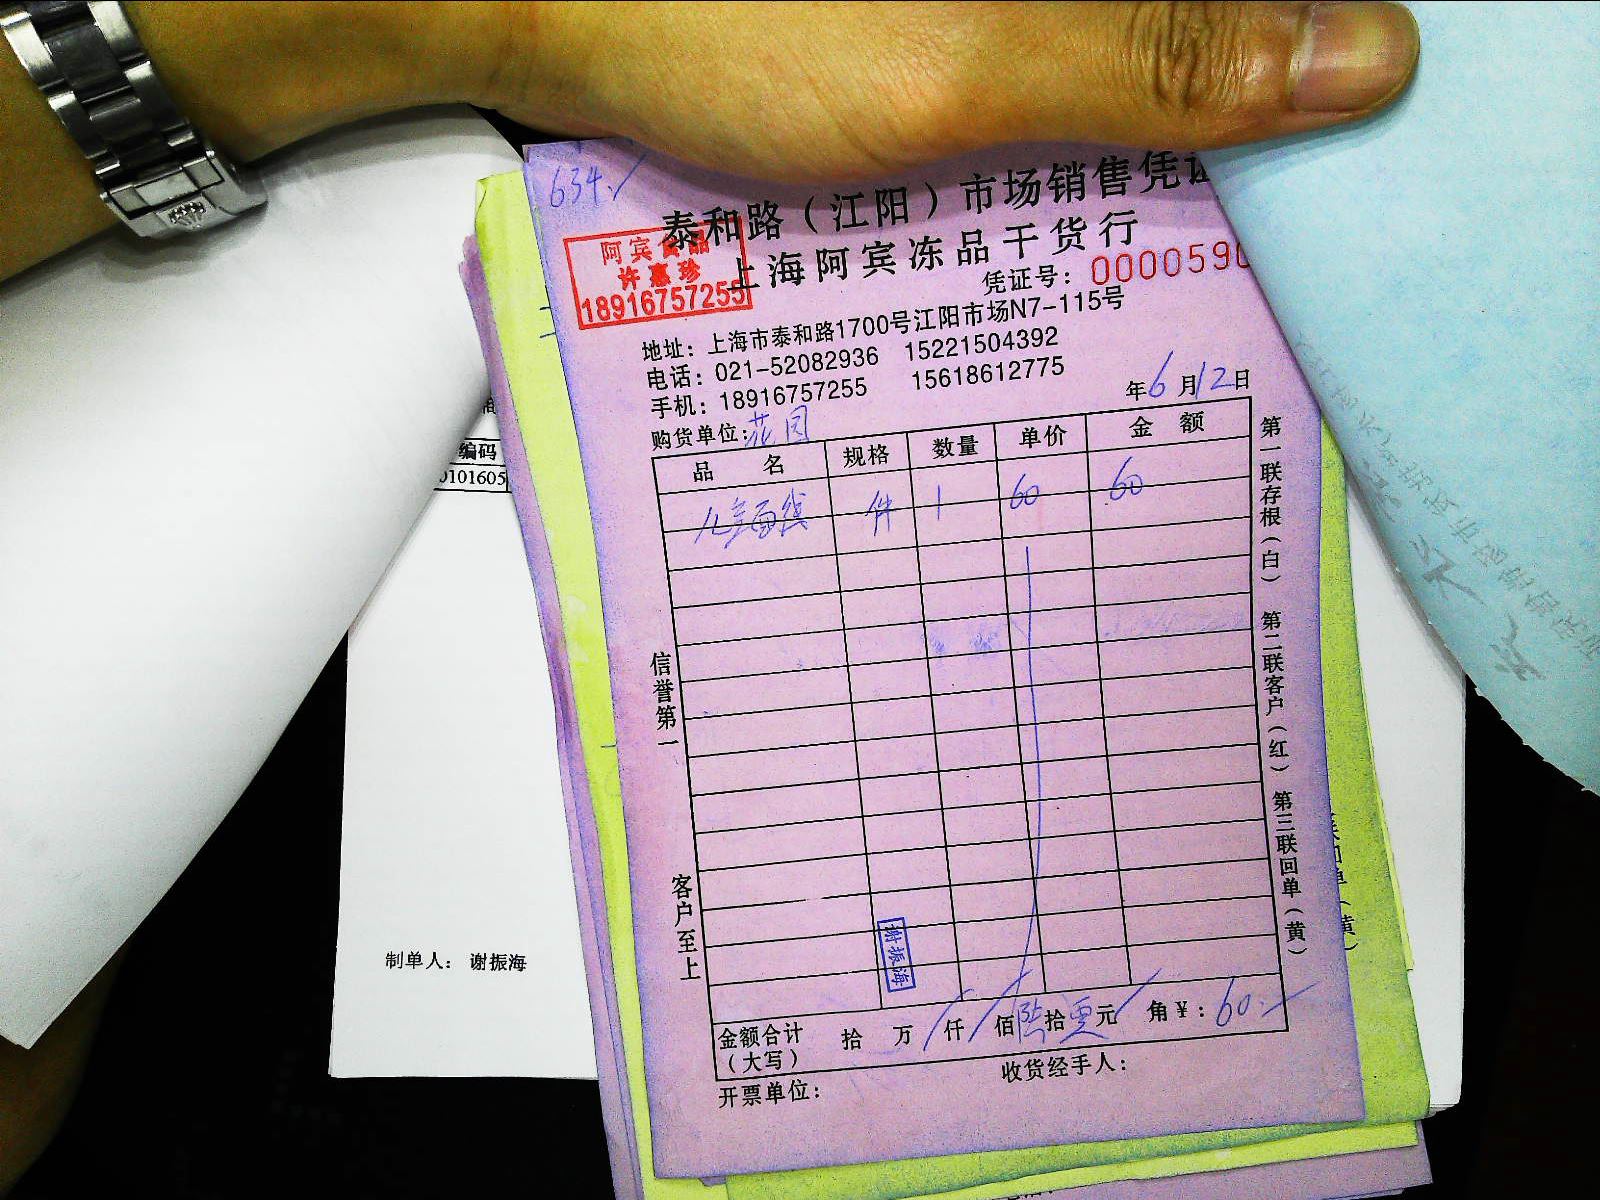 634.
泰和路（江阳）市场销售凭证
上海阿宾冻品干货行
阿宾食品
许惠珍
18916757255
凭证号：0000590
地址：上海市泰和路1700号江阳市场N7-115号
电话：021-52082936 15221504392
手机：18916757255 15618612775
年6月12日
购货单位：花园
品名 规格 数量 单价 金额
件 1 60 60
信誉第一 客户至上
第一联存根（白） 第二联客户（红） 第三联回单（黄）
谢振海
金额合计（大写） 拾 万 仟 佰 陆拾 零元 角 ¥：60.
开票单位：
收货经手人：
编码
0101605
制单人： 谢振海